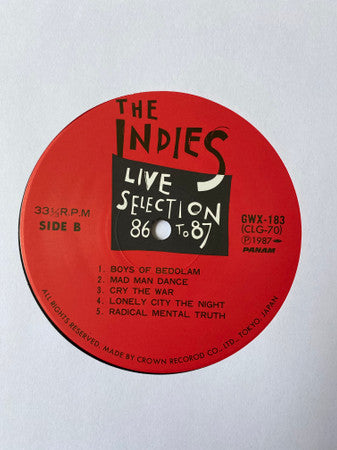 THE
INDIES
LIVE
SELECTION
86 TO 87
33⅓R.P.M
SIDE B
GWX-183
(CLG-70)
Ⓟ1987
PANAM
1. BOYS OF BEDOLAM
2. MAD MAN DANCE
3. CRY THE WAR
4. LONELY CITY THE NIGHT
5. RADICAL MENTAL TRUTH
ALL RIGHTS RESERVED. MADE BY CROWN RECORD CO., LTD., TOKYO, JAPAN